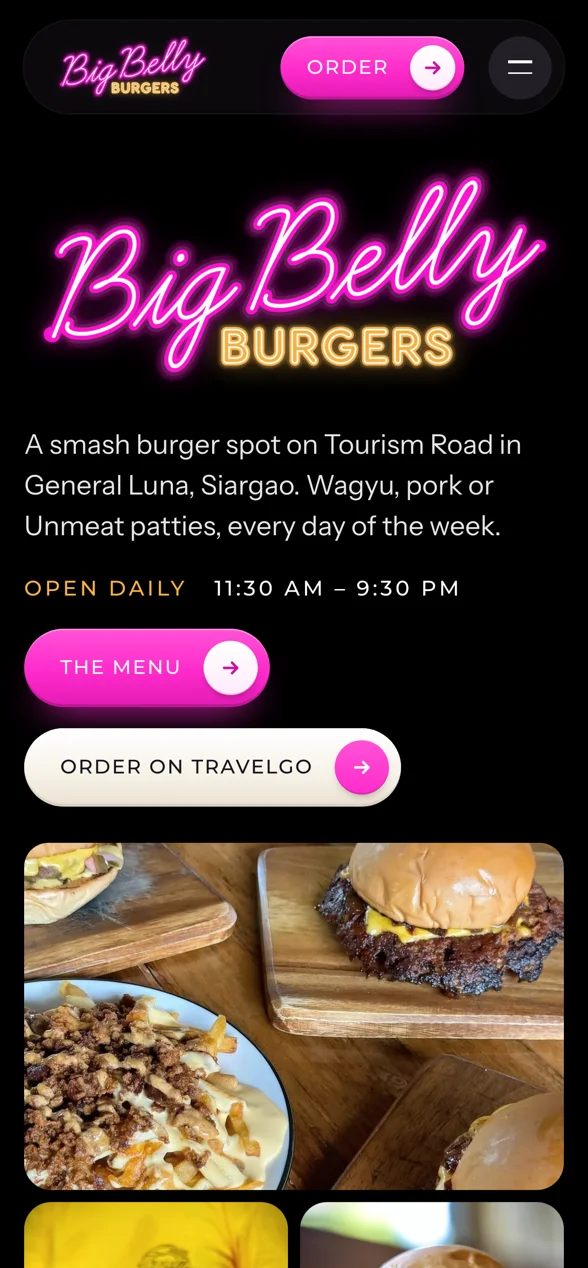 Big Belly
BURGERS
ORDER
Big Belly
BURGERS
A smash burger spot on Tourism Road in
General Luna, Siargao. Wagyu, pork or
Unmeat patties, every day of the week.
OPEN DAILY 11:30 AM – 9:30 PM
THE MENU
ORDER ON TRAVELGO